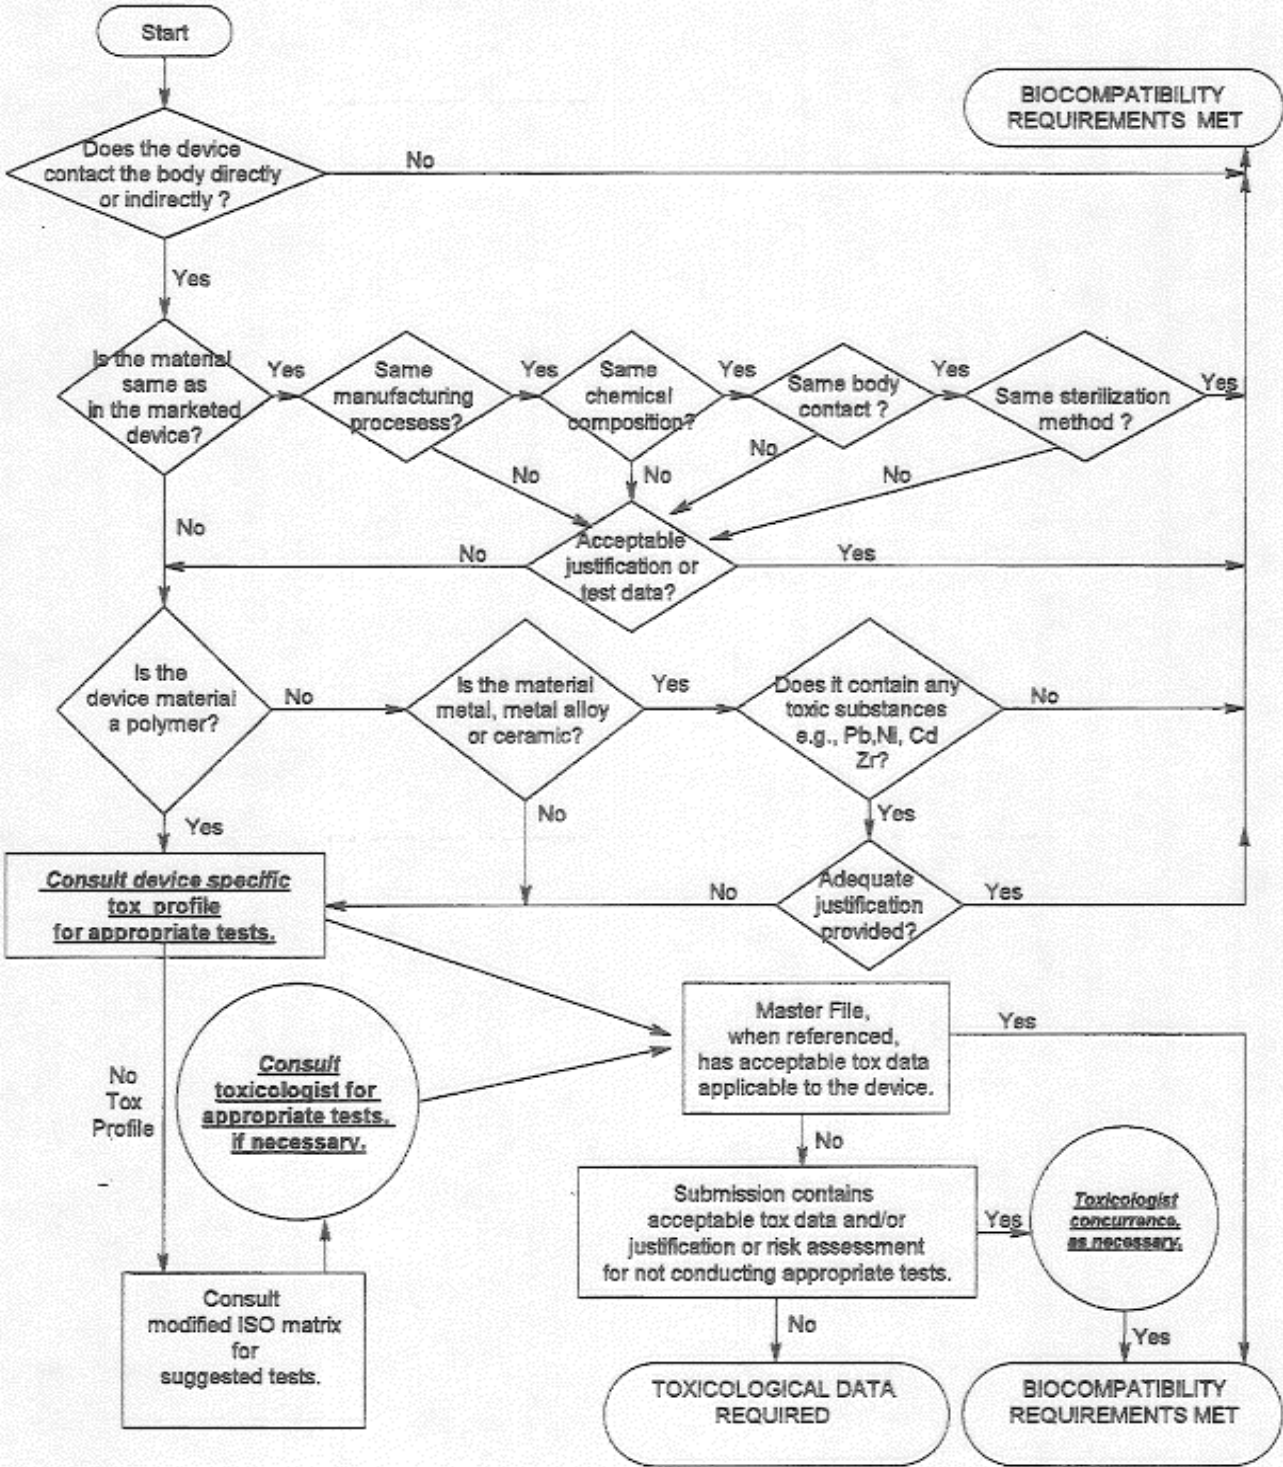 Start
BIOCOMPATIBILITY
REQUIREMENTS MET
Does the device
contact the body directly
or indirectly ?
No
Yes
Is the material
same as
in the marketed
device?
Yes
Same
manufacturing
procesess?
Yes
Same
chemical
composition?
Yes
Same body
contact ?
Yes
Same sterilization
method ?
Yes
No
No
No
No
No
Acceptable
justification or
test data?
No
Yes
Is the
device material
a polymer?
No
Is the material
metal, metal alloy
or ceramic?
Yes
Does it contain any
toxic substances
e.g., Pb,Ni, Cd
Zr?
No
Yes
No
Yes
Consult device specific
tox profile
for appropriate tests.
No
Adequate
justification
provided?
Yes
No
Tox
Profile
Consult
toxicologist for
appropriate tests.
if necessary.
Master File,
when referenced,
has acceptable tox data
applicable to the device.
Yes
No
Submission contains
acceptable tox data and/or
justification or risk assessment
for not conducting appropriate tests.
Yes
Toxicologist
concurrence.
as necessary.
Consult
modified ISO matrix
for
suggested tests.
No
Yes
TOXICOLOGICAL DATA
REQUIRED
BIOCOMPATIBILITY
REQUIREMENTS MET